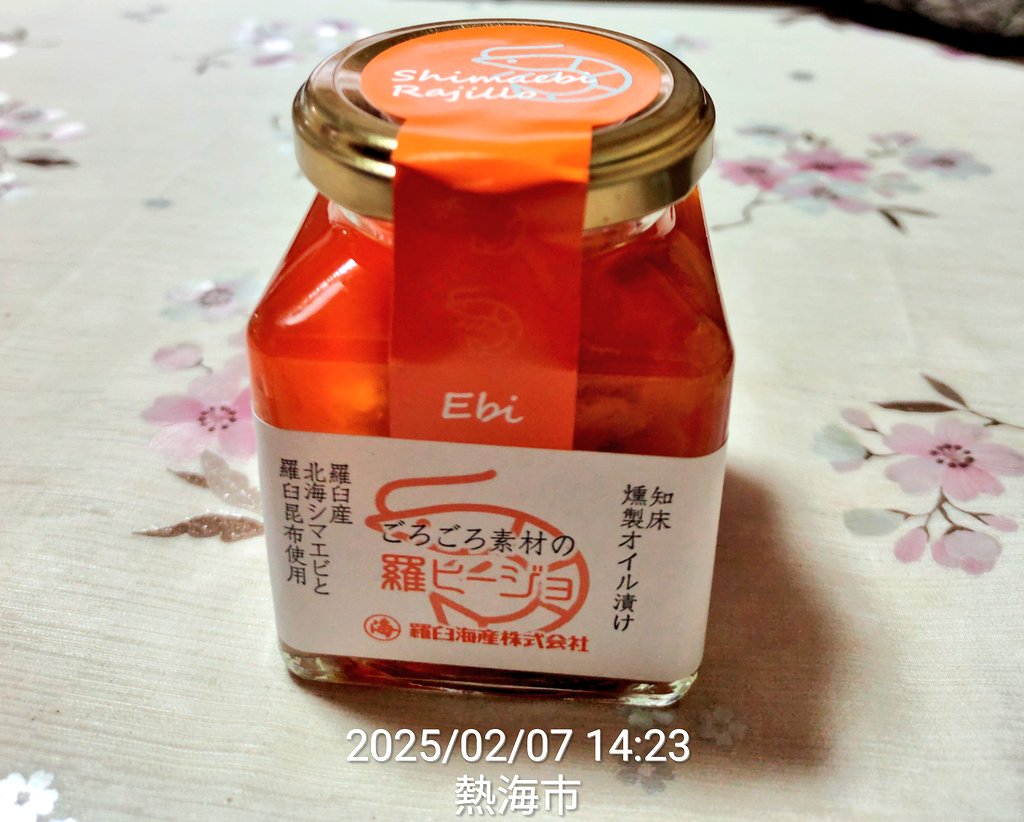 Shimaebi
Rajillo
Ebi
羅臼産
北海シマエビと
羅臼昆布使用
ごろごろ素材の
羅ヒージョ
海 羅臼海産株式会社
知床
燻製オイル漬け
2025/02/07 14:23
熱海市